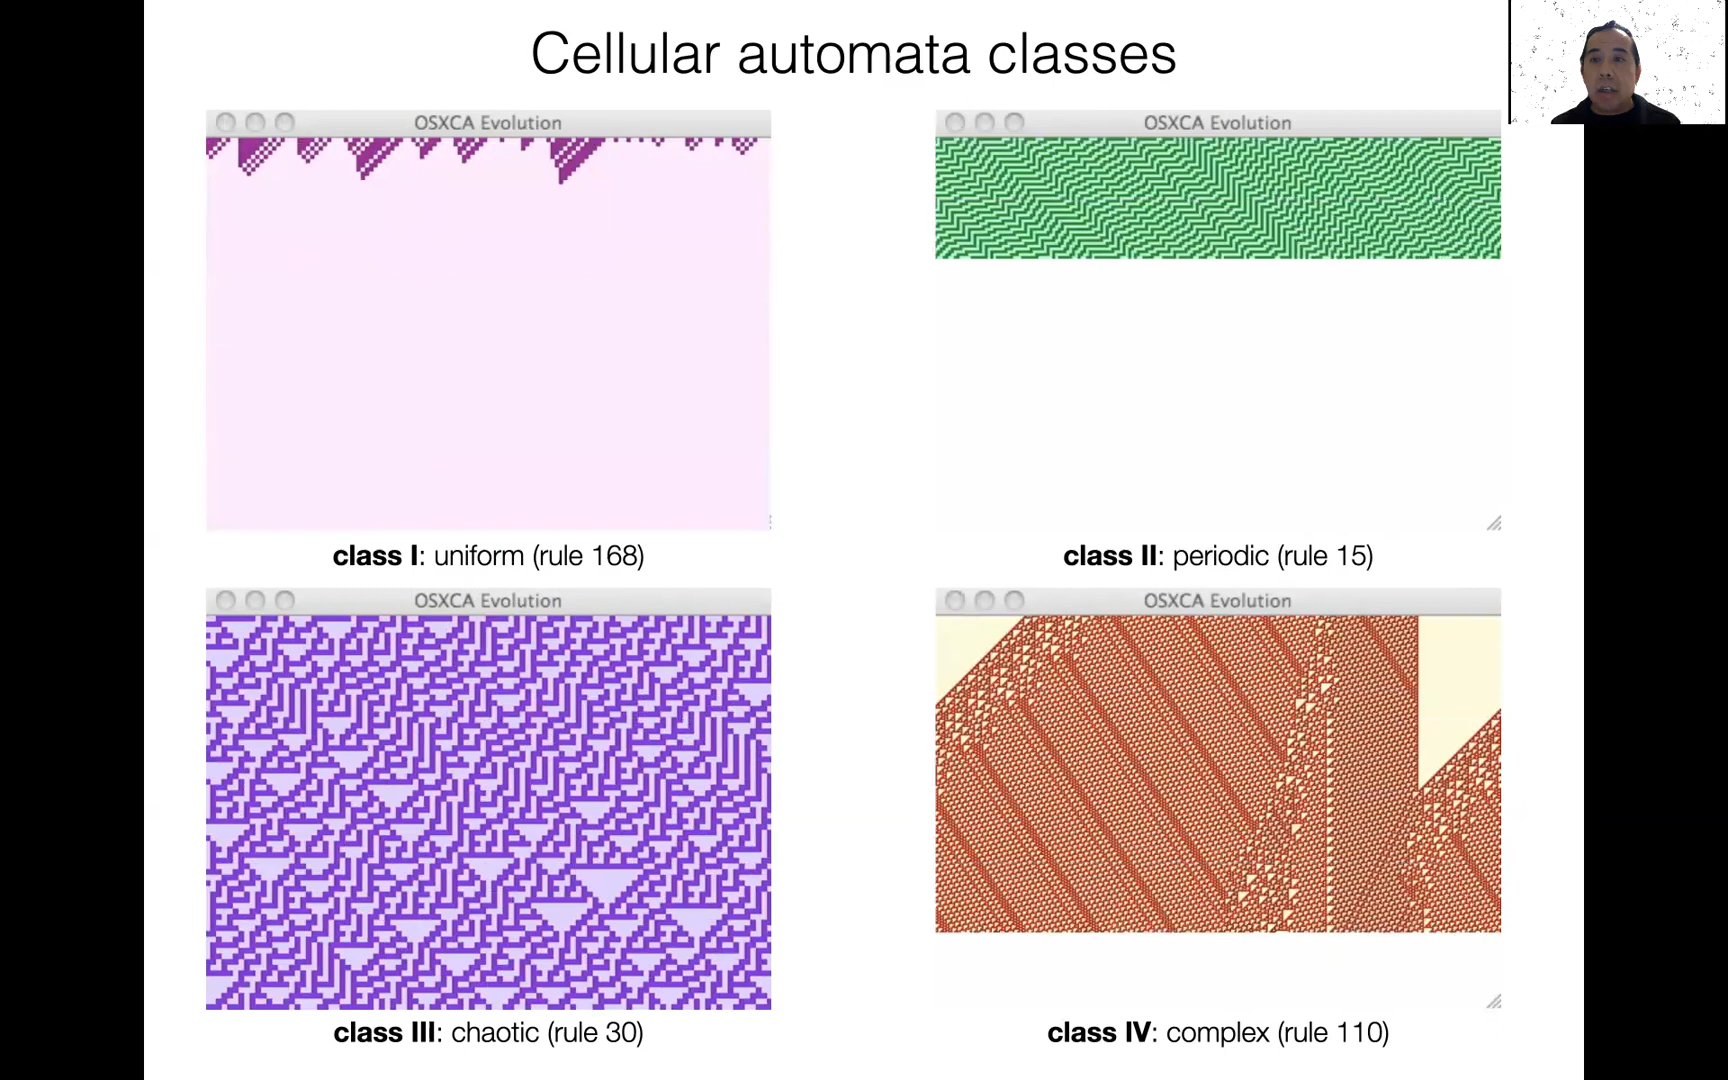 Cellular automata classes
OSXCA Evolution
OSXCA Evolution
class I: uniform (rule 168)
class II: periodic (rule 15)
OSXCA Evolution
OSXCA Evolution
class III: chaotic (rule 30)
class IV: complex (rule 110)